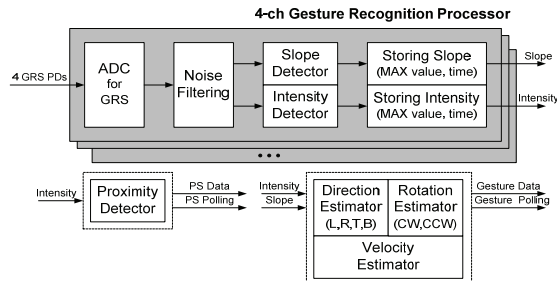 4-ch Gesture Recognition Processor
4 GRS PDs
ADC
for
GRS
Noise
Filtering
Slope
Detector
Intensity
Detector
Storing Slope
(MAX value, time)
Storing Intensity
(MAX value, time)
Slope
Intensity
•••
Intensity
Proximity
Detector
PS Data
PS Polling
Intensity
Slope
Direction
Estimator
(L,R,T,B)
Rotation
Estimator
(CW,CCW)
Velocity
Estimator
Gesture Data
Gesture Polling